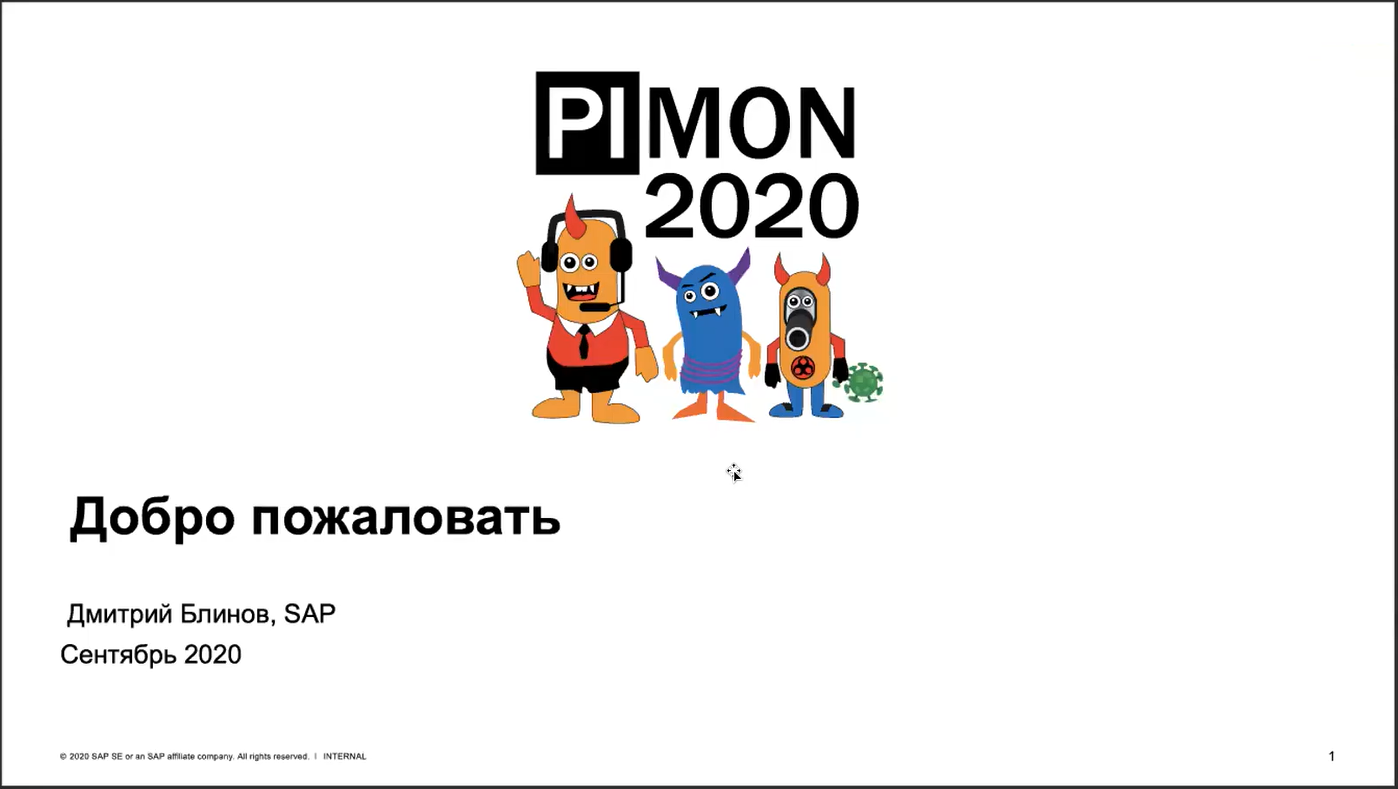 PIMON
2020
Добро пожаловать
Дмитрий Блинов, SAP
Сентябрь 2020
© 2020 SAP SE or an SAP affiliate company. All rights reserved. | INTERNAL
1